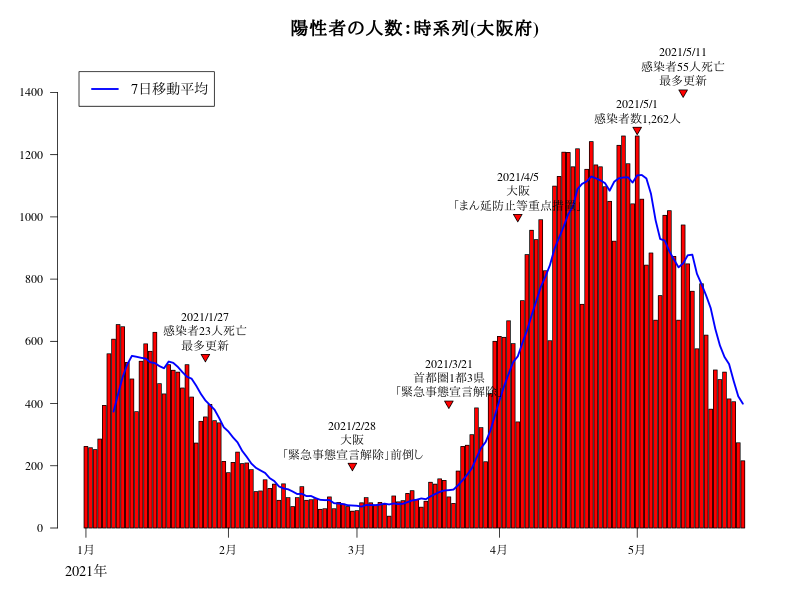 陽性者の人数：時系列(大阪府)
7日移動平均
2021/5/11
感染者55人死亡
最多更新
2021/5/1
感染者数1,262人
2021/4/5
大阪
「まん延防止等重点措置」
2021/1/27
感染者23人死亡
最多更新
2021/3/21
首都圏1都3県
「緊急事態宣言解除」
2021/2/28
大阪
「緊急事態宣言解除」前倒し
1400
1200
1000
800
600
400
200
0
1月 2月 3月 4月 5月
2021年